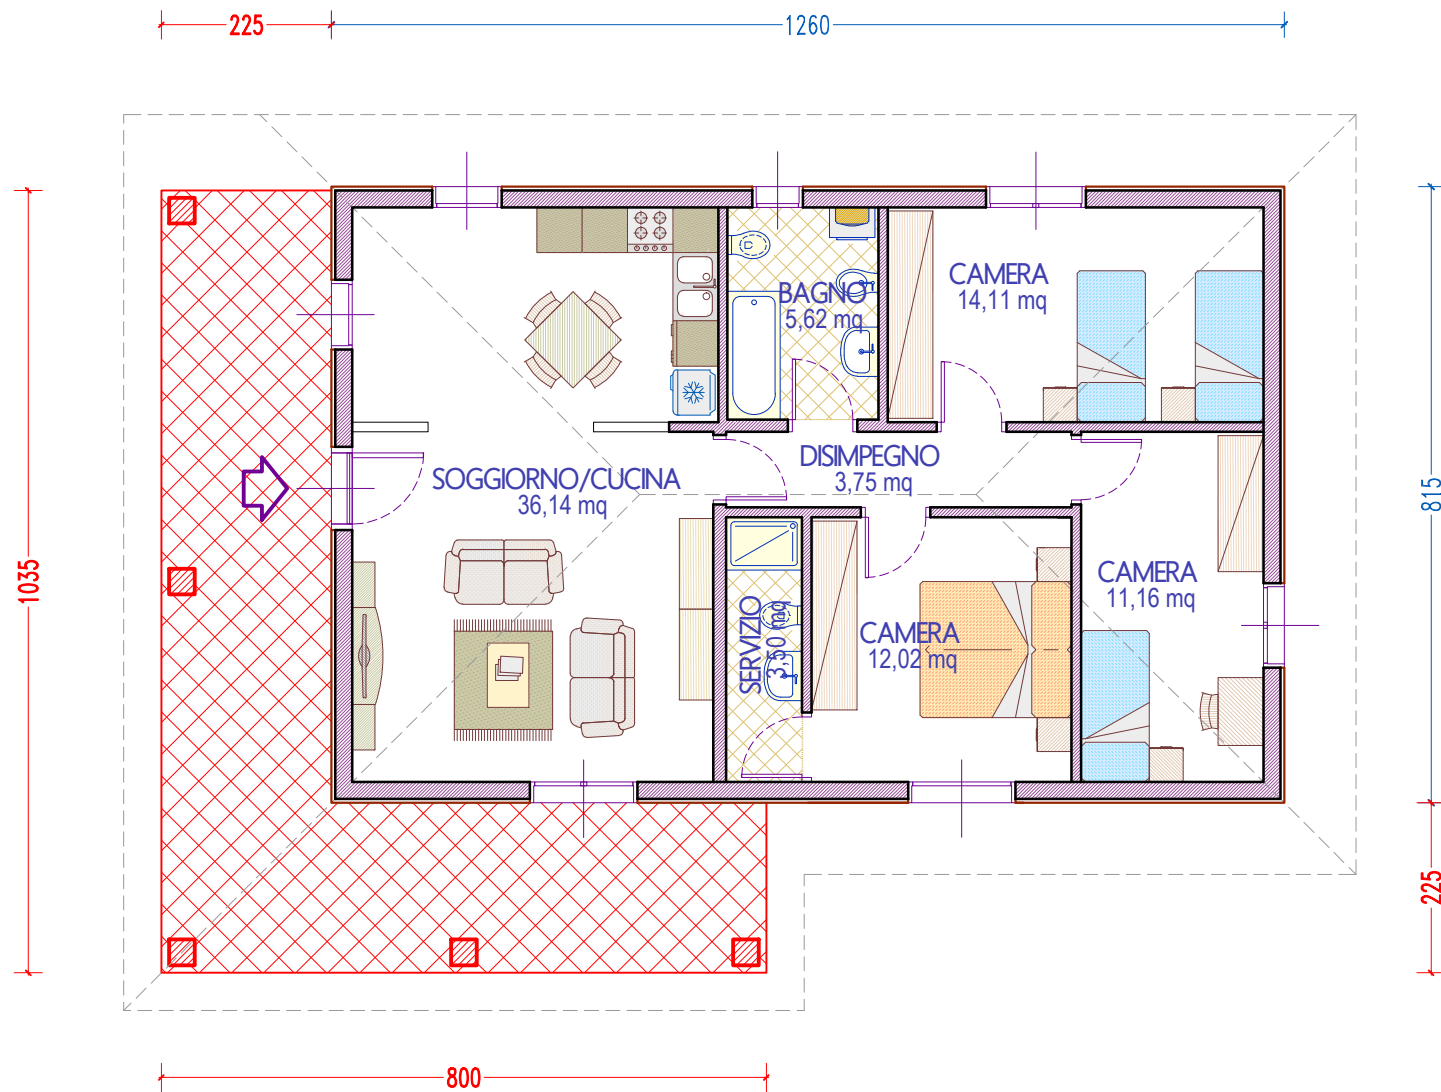 225
1260
CAMERA
14,11 mq
BAGNO
5,62 mq
DISIMPEGNO
3,75 mq
SOGGIORNO/CUCINA
36,14 mq
815
1035
CAMERA
11,16 mq
SERVIZIO
3,50 mq
CAMERA
12,02 mq
225
800